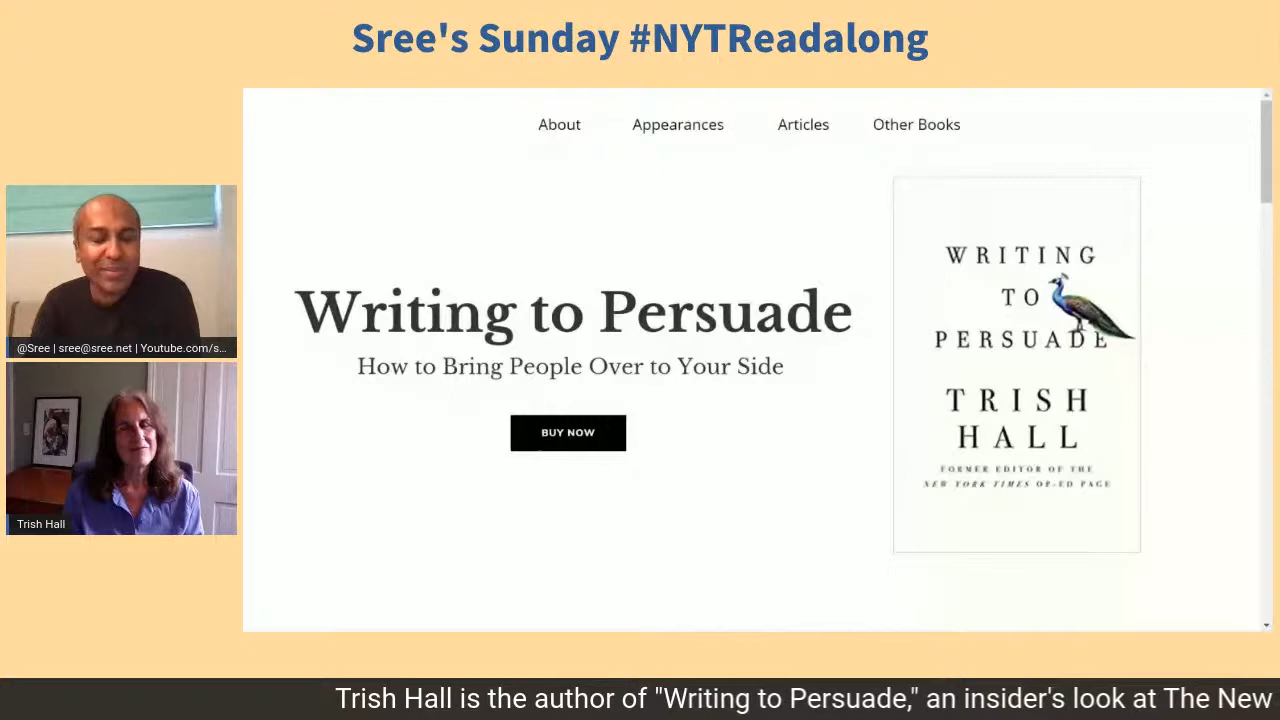 Sree's Sunday #NYTReadalong
About Appearances Articles Other Books
Writing to Persuade
How to Bring People Over to Your Side
BUY NOW
WRITING
TO
PERSUADE
TRISH
HALL
FORMER EDITOR OF THE
NEW YORK TIMES OP-ED PAGE
@Sree | sree@sree.net | Youtube.com/s...
Trish Hall
Trish Hall is the author of "Writing to Persuade," an insider's look at The New